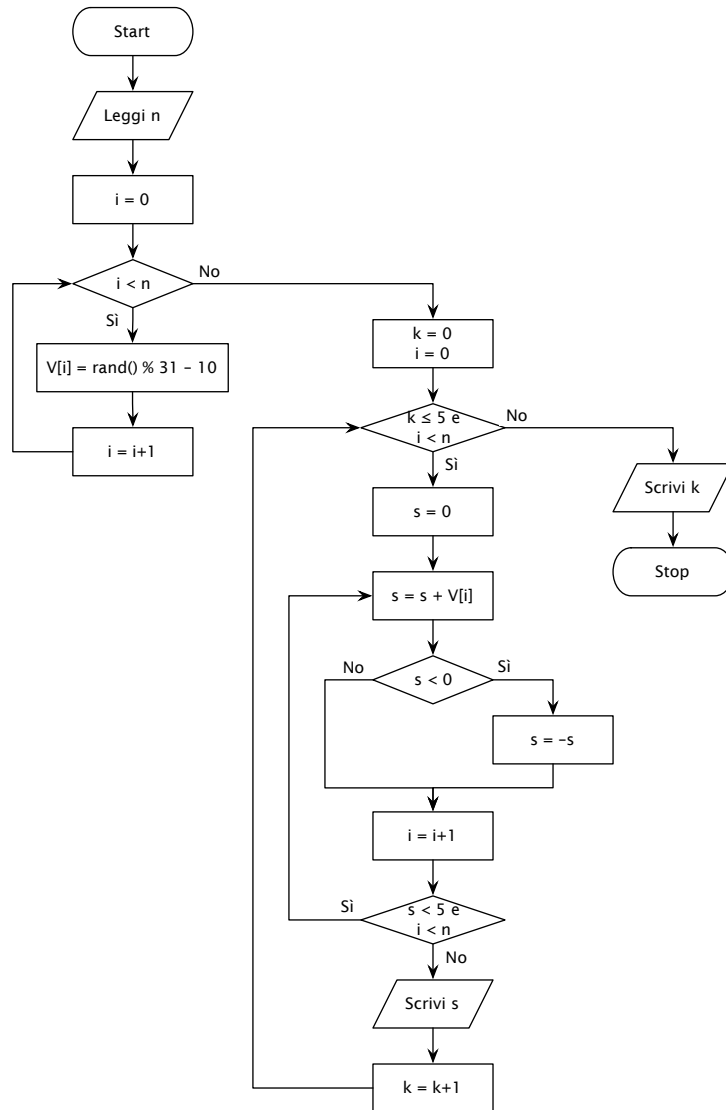 Start
Leggi n
i = 0
i < n
No
Sì
V[i] = rand() % 31 – 10
i = i+1
k = 0
i = 0
k ≤ 5 e
i < n
No
Sì
Scrivi k
Stop
s = 0
s = s + V[i]
s < 0
No
Sì
s = –s
i = i+1
s < 5 e
i < n
Sì
No
Scrivi s
k = k+1